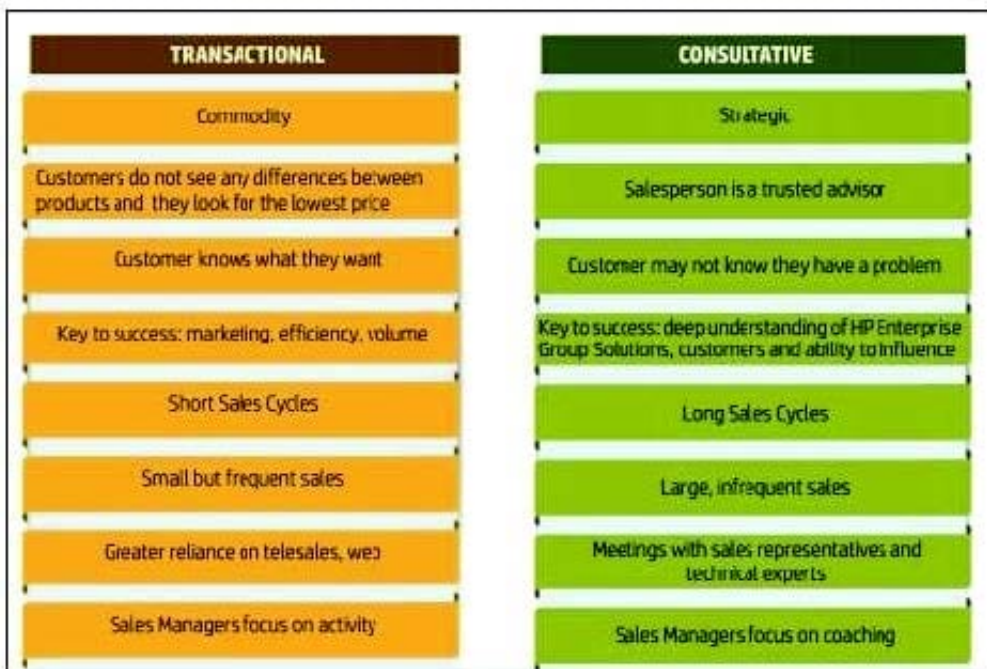 TRANSACTIONAL
Commodity
Customers do not see any differences between
products and they look for the lowest price
Customer knows what they want
Key to success: marketing, efficiency, volume
Short Sales Cycles
Small but frequent sales
Greater reliance on telesales, web
Sales Managers focus on activity
CONSULTATIVE
Strategic
Salesperson is a trusted advisor
Customer may not know they have a problem
Key to success: deep understanding of HP Enterprise
Group Solutions, customers and ability to influence
Long Sales Cycles
Large, infrequent sales
Meetings with sales representatives and
technical experts
Sales Managers focus on coaching